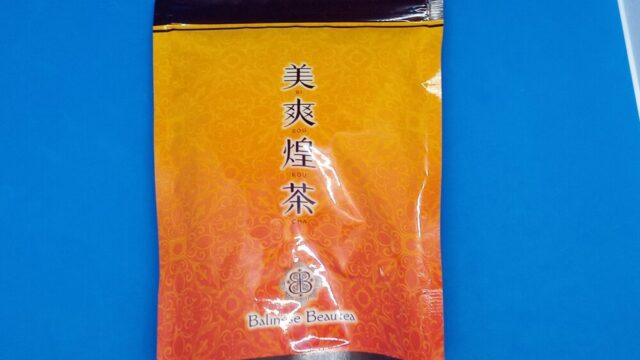 美
BI
爽
SOU
煌
KOU
茶
CHA
Balinese Beautea